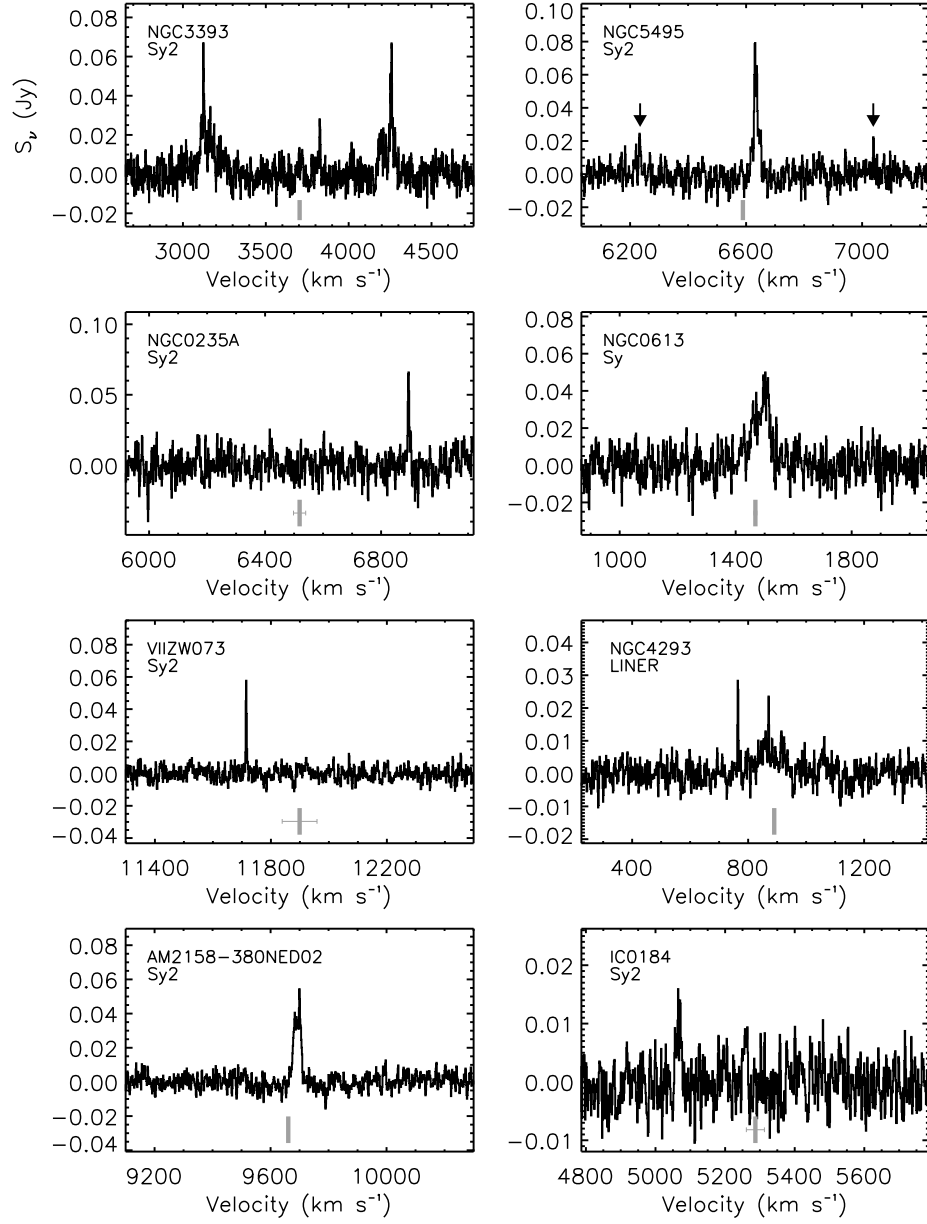 NGC3393
Sy2
0.08
0.06
0.04
0.02
0.00
−0.02
Sν (Jy)
3000 3500 4000 4500
Velocity (km s⁻¹)
NGC5495
Sy2
0.10
0.08
0.06
0.04
0.02
0.00
−0.02
6200 6600 7000
Velocity (km s⁻¹)
NGC0235A
Sy2
0.10
0.05
0.00
6000 6400 6800
Velocity (km s⁻¹)
NGC0613
Sy
0.08
0.06
0.04
0.02
0.00
−0.02
1000 1400 1800
Velocity (km s⁻¹)
VIIZW073
Sy2
0.08
0.06
0.04
0.02
0.00
−0.02
−0.04
11400 11800 12200
Velocity (km s⁻¹)
NGC4293
LINER
0.04
0.03
0.02
0.01
0.00
−0.01
−0.02
400 800 1200
Velocity (km s⁻¹)
AM2158−380NED02
Sy2
0.08
0.06
0.04
0.02
0.00
−0.02
−0.04
9200 9600 10000
Velocity (km s⁻¹)
IC0184
Sy2
0.02
0.01
0.00
−0.01
4800 5000 5200 5400 5600
Velocity (km s⁻¹)